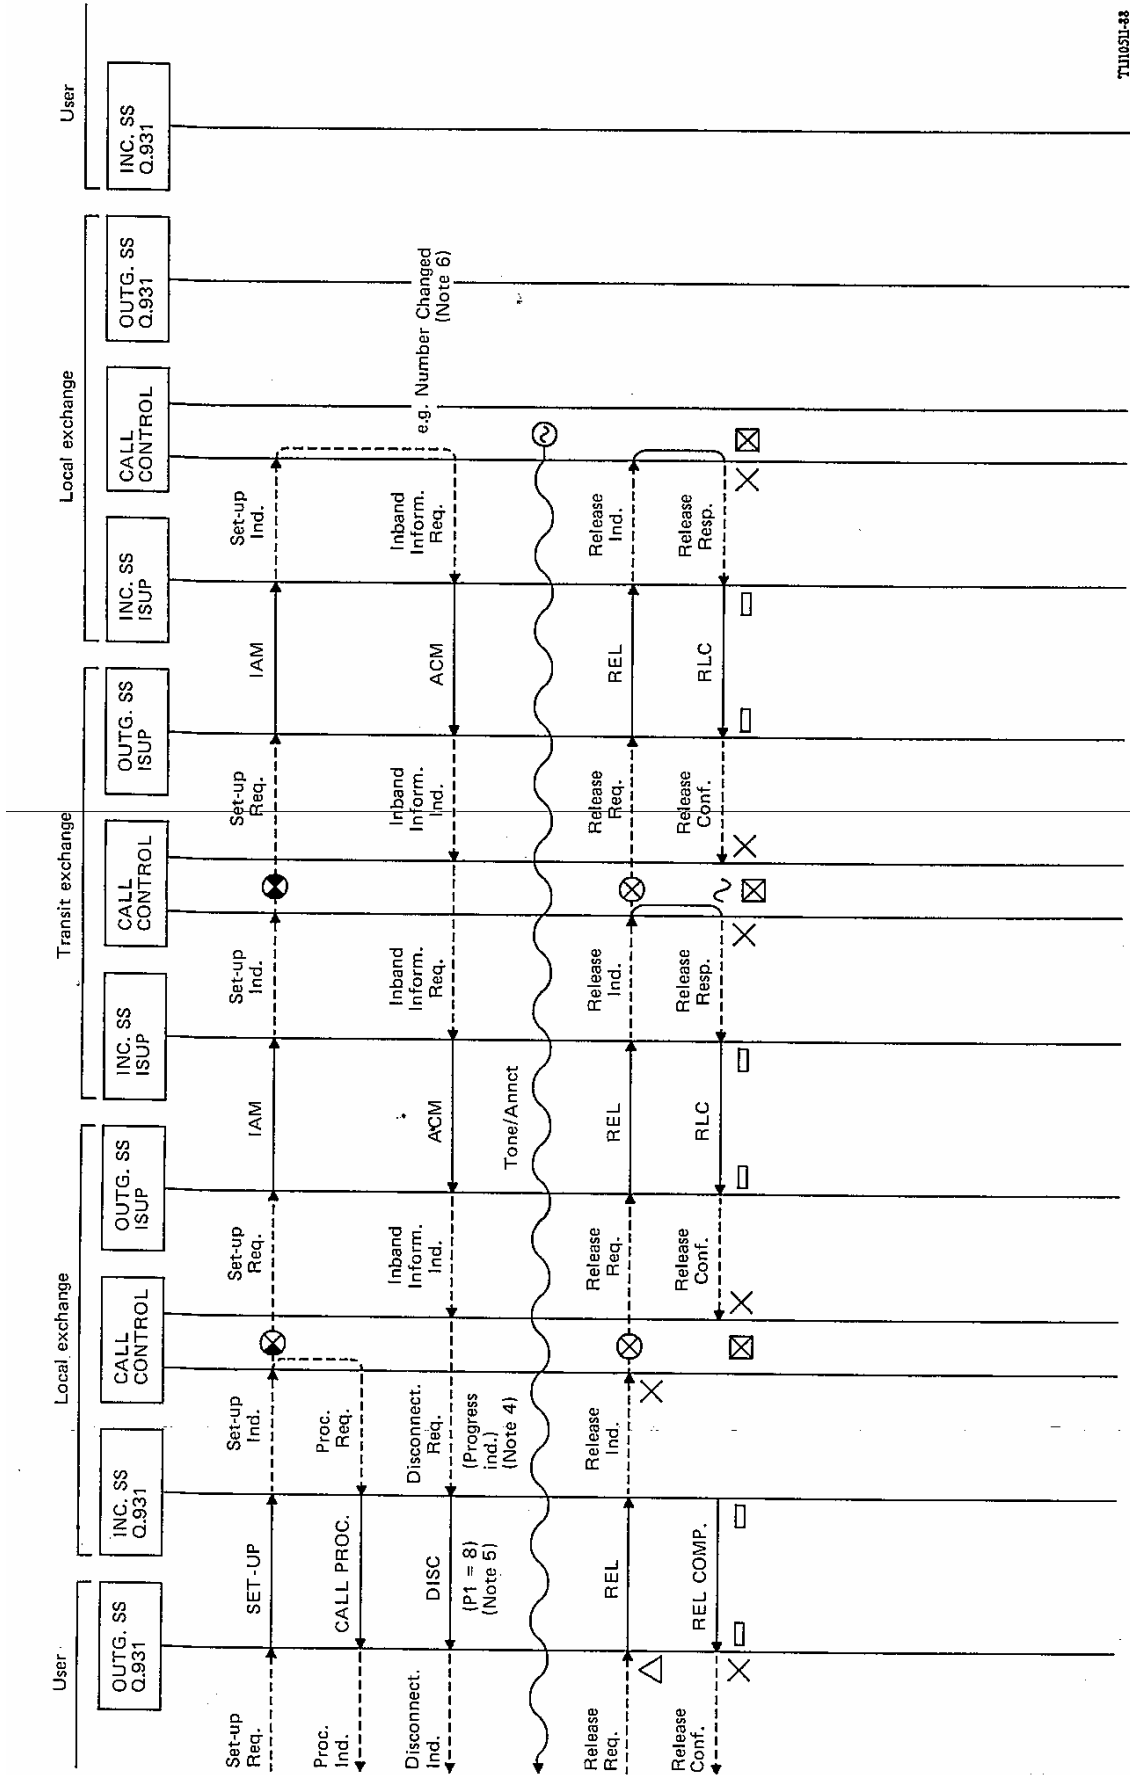 User
Local exchange
Transit exchange
Local exchange
User
OUTG. SS
Q.931
INC. SS
Q.931
CALL
CONTROL
OUTG. SS
ISUP
INC. SS
ISUP
CALL
CONTROL
OUTG. SS
ISUP
INC. SS
ISUP
CALL
CONTROL
OUTG. SS
Q.931
INC. SS
Q.931
Set-up
Req.
SET-UP
Set-up
Ind.
Set-up
Req.
IAM
Set-up
Ind.
Set-up
Req.
IAM
Set-up
Ind.
Proc.
Ind.
CALL PROC.
Proc.
Req.
Disconnect.
Ind.
DISC
(P1 = 8)
(Note 5)
Disconnect.
Req.
(Progress
ind.)
(Note 4)
Inband
Inform.
Ind.
ACM
Inband
Inform.
Req.
Inband
Inform.
Ind.
ACM
Inband
Inform.
Req.
e.g. Number Changed
(Note 6)
Tone/Annct
Release
Req.
REL
Release
Ind.
Release
Req.
REL
Release
Ind.
Release
Req.
REL
Release
Ind.
Release
Conf.
REL COMP.
Release
Conf.
RLC
Release
Resp.
Release
Conf.
RLC
Release
Resp.
T1110511-88